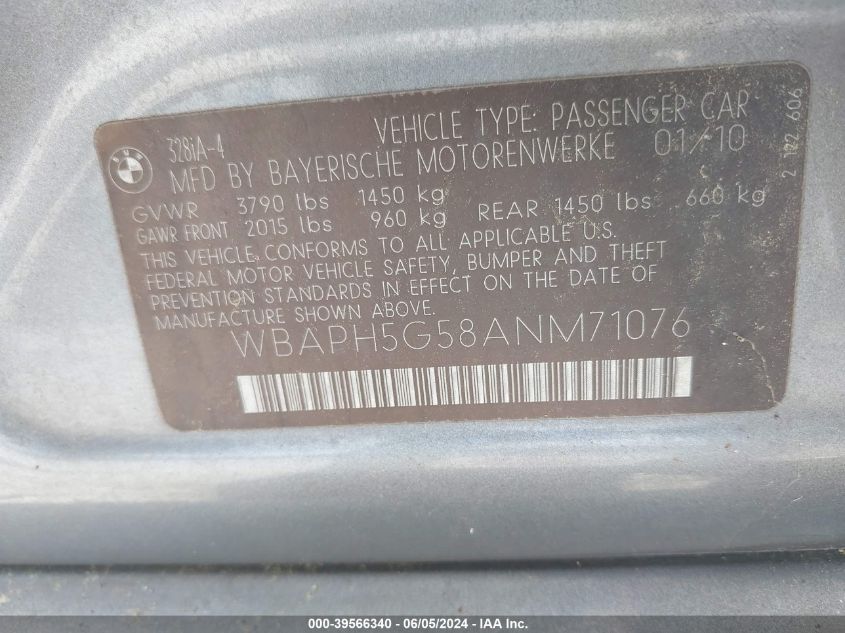 BMW
328iA-4
VEHICLE TYPE: PASSENGER CAR
MFD BY BAYERISCHE MOTORENWERKE 01/10
GVWR 3790 lbs 1450 kg
GAWR FRONT 2015 lbs 960 kg REAR 1450 lbs 660 kg
THIS VEHICLE CONFORMS TO ALL APPLICABLE U.S.
FEDERAL MOTOR VEHICLE SAFETY, BUMPER AND THEFT
PREVENTION STANDARDS IN EFFECT ON THE DATE OF
MANUFACTURE SHOWN ABOVE.
WBAPH5G58ANM71076
2 122 606
000-39566340 | 06/05/2024 - IAA, Inc.